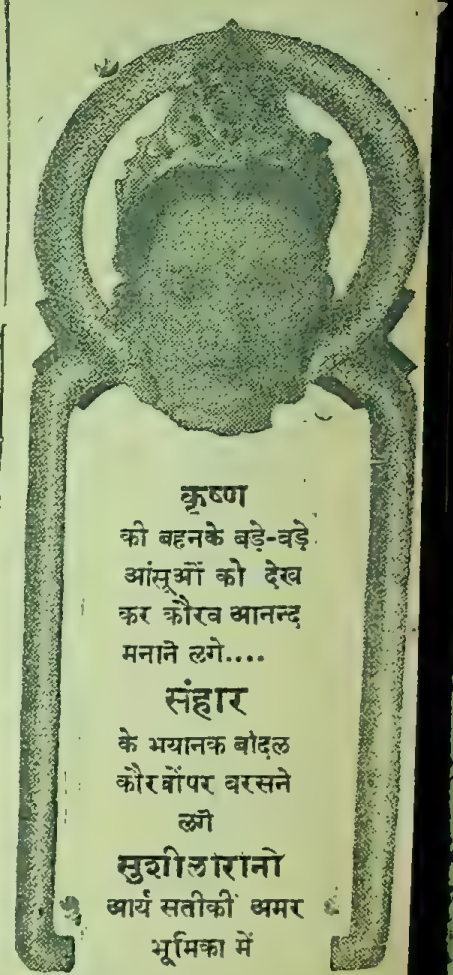 कृष्ण
की बहनके बड़े-बड़े
आंसूओं को देख
कर कौरव आनन्द
मनाने लगे....
संहार
के भयानक बादल
कौरवोंपर बरसने
लगे
सुशीलारानी
आर्य सतीकी अमर
भूमिका में